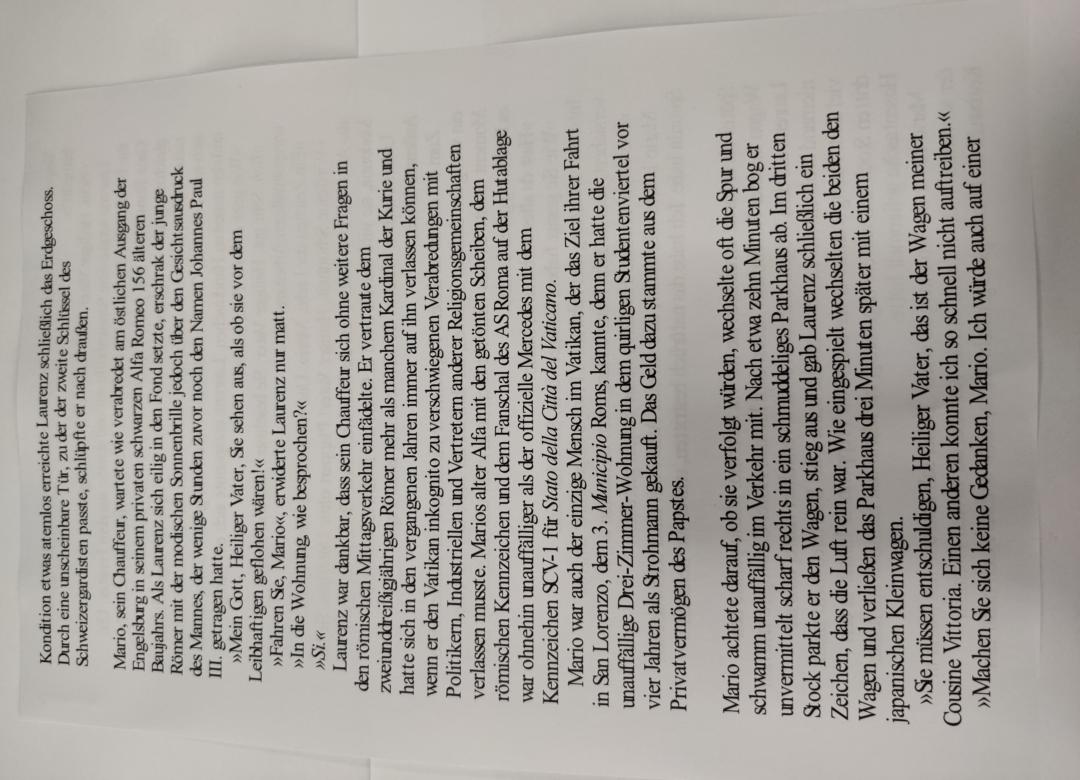 Kondition etwas atemlos erreichte Laurenz schließlich das Erdgeschoss.
Durch eine unscheinbare Tür, zu der der zweite Schlüssel des
Schweizergardisten passte, schlüpfte er nach draußen.
Mario, sein Chauffeur, wartete wie verabredet am östlichen Ausgang der
Engelsburg in seinem privaten schwarzen Alfa Romeo 156 älteren
Baujahrs. Als Laurenz sich eilig in den Fond setzte, erschrak der junge
Römer mit der modischen Sonnenbrille jedoch über den Gesichtsausdruck
des Mannes, der wenige Stunden zuvor noch den Namen Johannes Paul
III. getragen hatte.
»Mein Gott, Heiliger Vater, Sie sehen aus, als ob sie vor dem
Leibhaftigen geflohen wären!«
»Fahren Sie, Mario«, erwiderte Laurenz nur matt.
»In die Wohnung, wie besprochen?«
»Sì.«
Laurenz war dankbar, dass sein Chauffeur sich ohne weitere Fragen in
den römischen Mittagsverkehr einfädelte. Er vertraute dem
zweiunddreißigjährigen Römer mehr als manchem Kardinal der Kurie und
hatte sich in den vergangenen Jahren immer auf ihn verlassen können,
wenn er den Vatikan inkognito zu verschwiegenen Verabredungen mit
Politikern, Industriellen und Vertretern anderer Religionsgemeinschaften
verlassen musste. Marios alter Alfa mit den getönten Scheiben, dem
römischen Kennzeichen und dem Fanschal des AS Roma auf der Hutablage
war ohnehin unauffälliger als der offizielle Mercedes mit dem
Kennzeichen SCV-1 für Stato della Città del Vaticano.
Mario war auch der einzige Mensch im Vatikan, der das Ziel ihrer Fahrt
in San Lorenzo, dem 3. Municipio Roms, kannte, denn er hatte die
unauffällige Drei-Zimmer-Wohnung in dem quirligen Studentenviertel vor
vier Jahren als Strohmann gekauft. Das Geld dazu stammte aus dem
Privatvermögen des Papstes.
Mario achtete darauf, ob sie verfolgt würden, wechselte oft die Spur und
schwamm unauffällig im Verkehr mit. Nach etwa zehn Minuten bog er
unvermittelt scharf rechts in ein schmuddeliges Parkhaus ab. Im dritten
Stock parkte er den Wagen, stieg aus und gab Laurenz schließlich ein
Zeichen, dass die Luft rein war. Wie eingespielt wechselten die beiden den
Wagen und verließen das Parkhaus drei Minuten später mit einem
japanischen Kleinwagen.
»Sie müssen entschuldigen, Heiliger Vater, das ist der Wagen meiner
Cousine Vittoria. Einen anderen konnte ich so schnell nicht auftreiben.«
»Machen Sie sich keine Gedanken, Mario. Ich würde auch auf einer